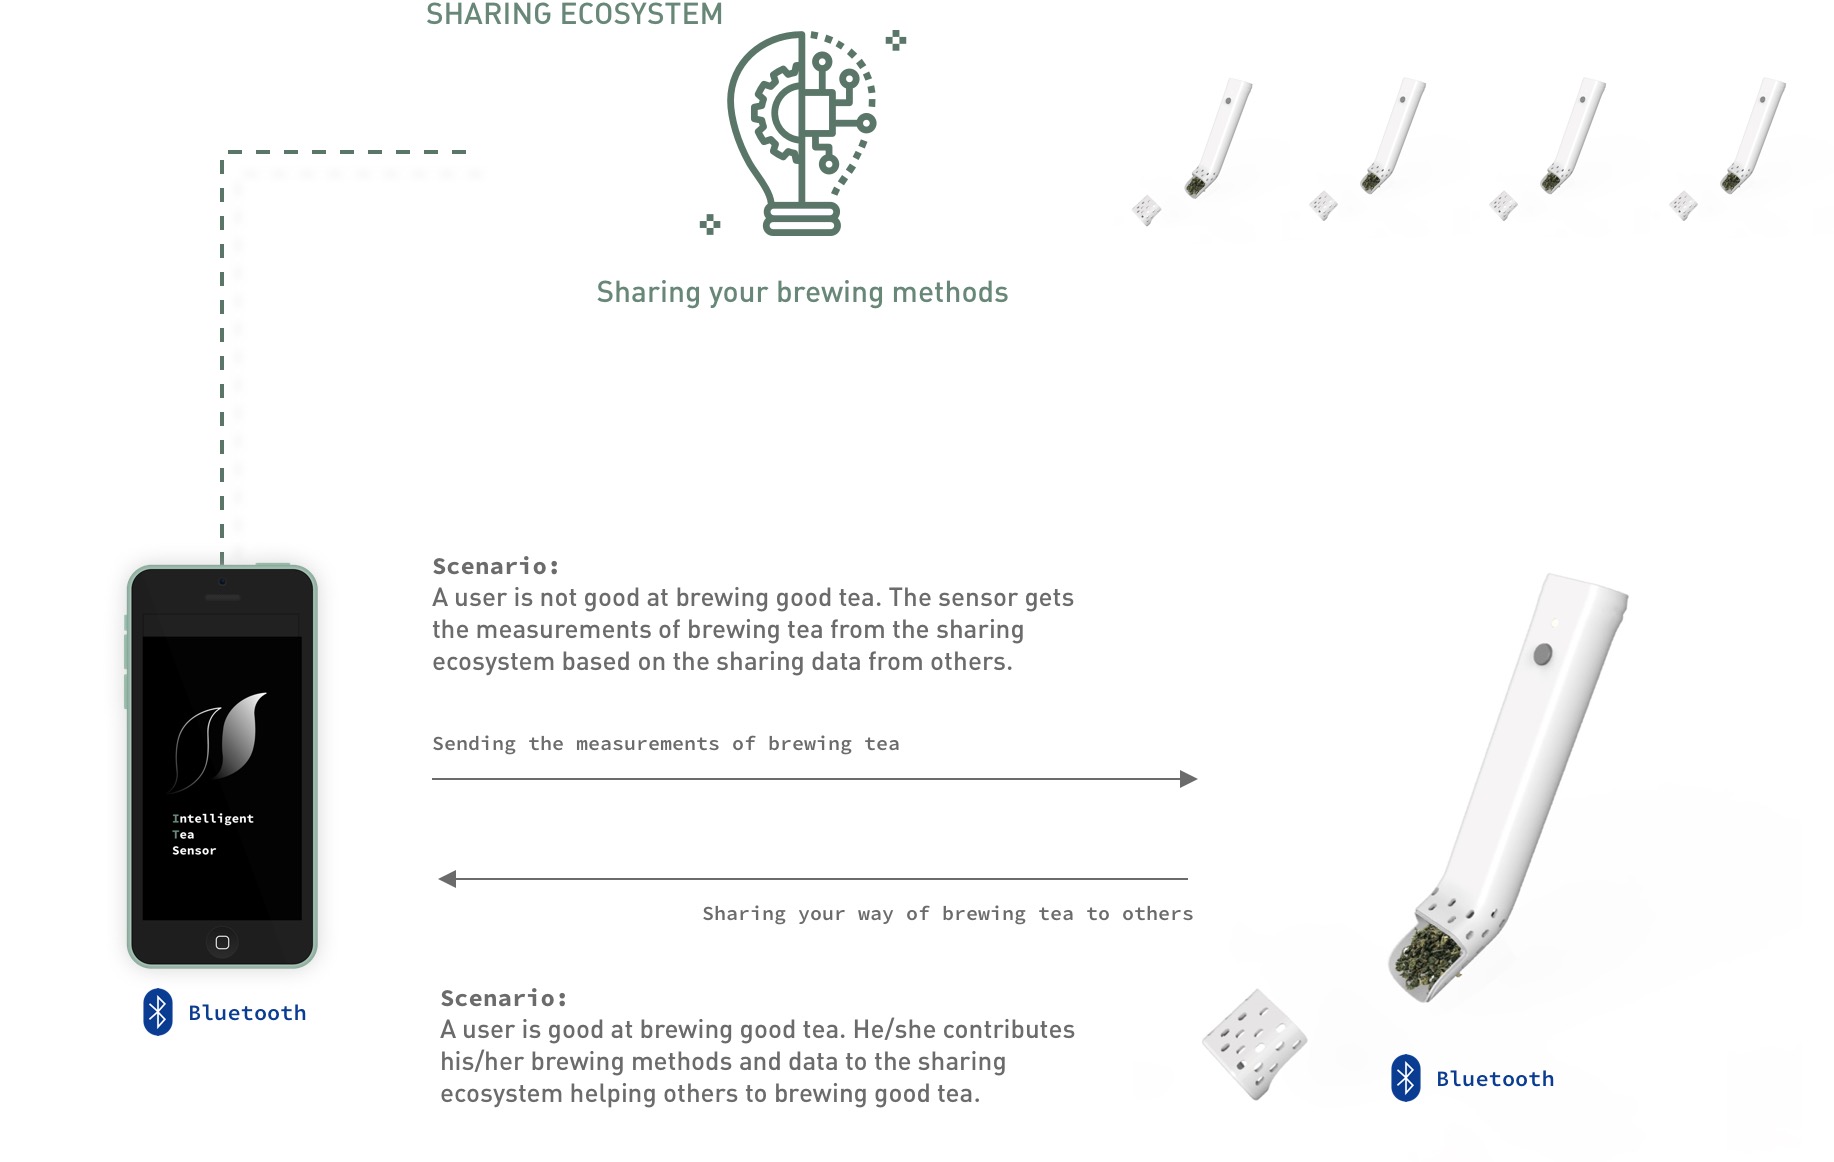 SHARING ECOSYSTEM
Sharing your brewing methods
Scenario:
A user is not good at brewing good tea. The sensor gets
the measurements of brewing tea from the sharing
ecosystem based on the sharing data from others.
Sending the measurements of brewing tea
Intelligent
Tea
Sensor
Sharing your way of brewing tea to others
Scenario:
A user is good at brewing good tea. He/she contributes
his/her brewing methods and data to the sharing
ecosystem helping others to brewing good tea.
Bluetooth
Bluetooth